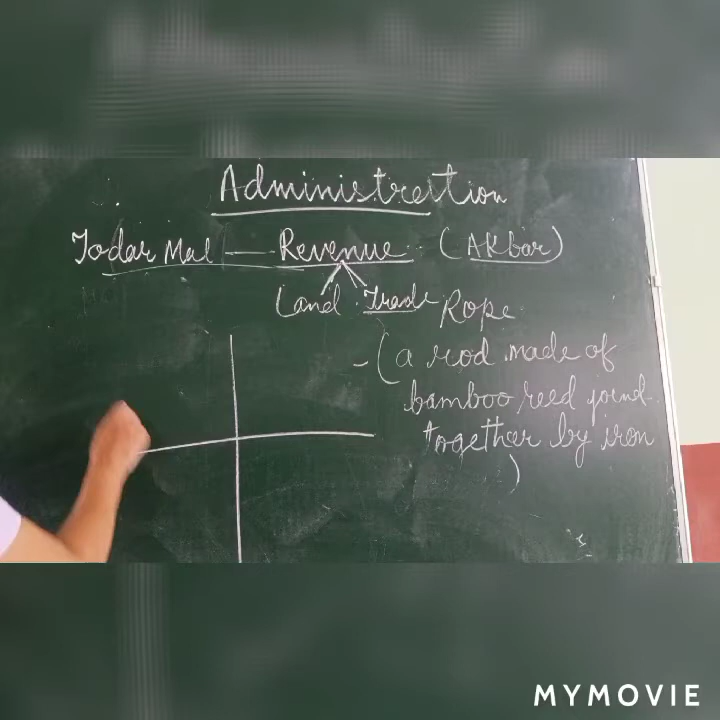 Administration
Todar Mal — Revenue (Akbar)
Land Trade Rope
- (a rod made of
bamboo reed joined
together by iron
)
MYMOVIE